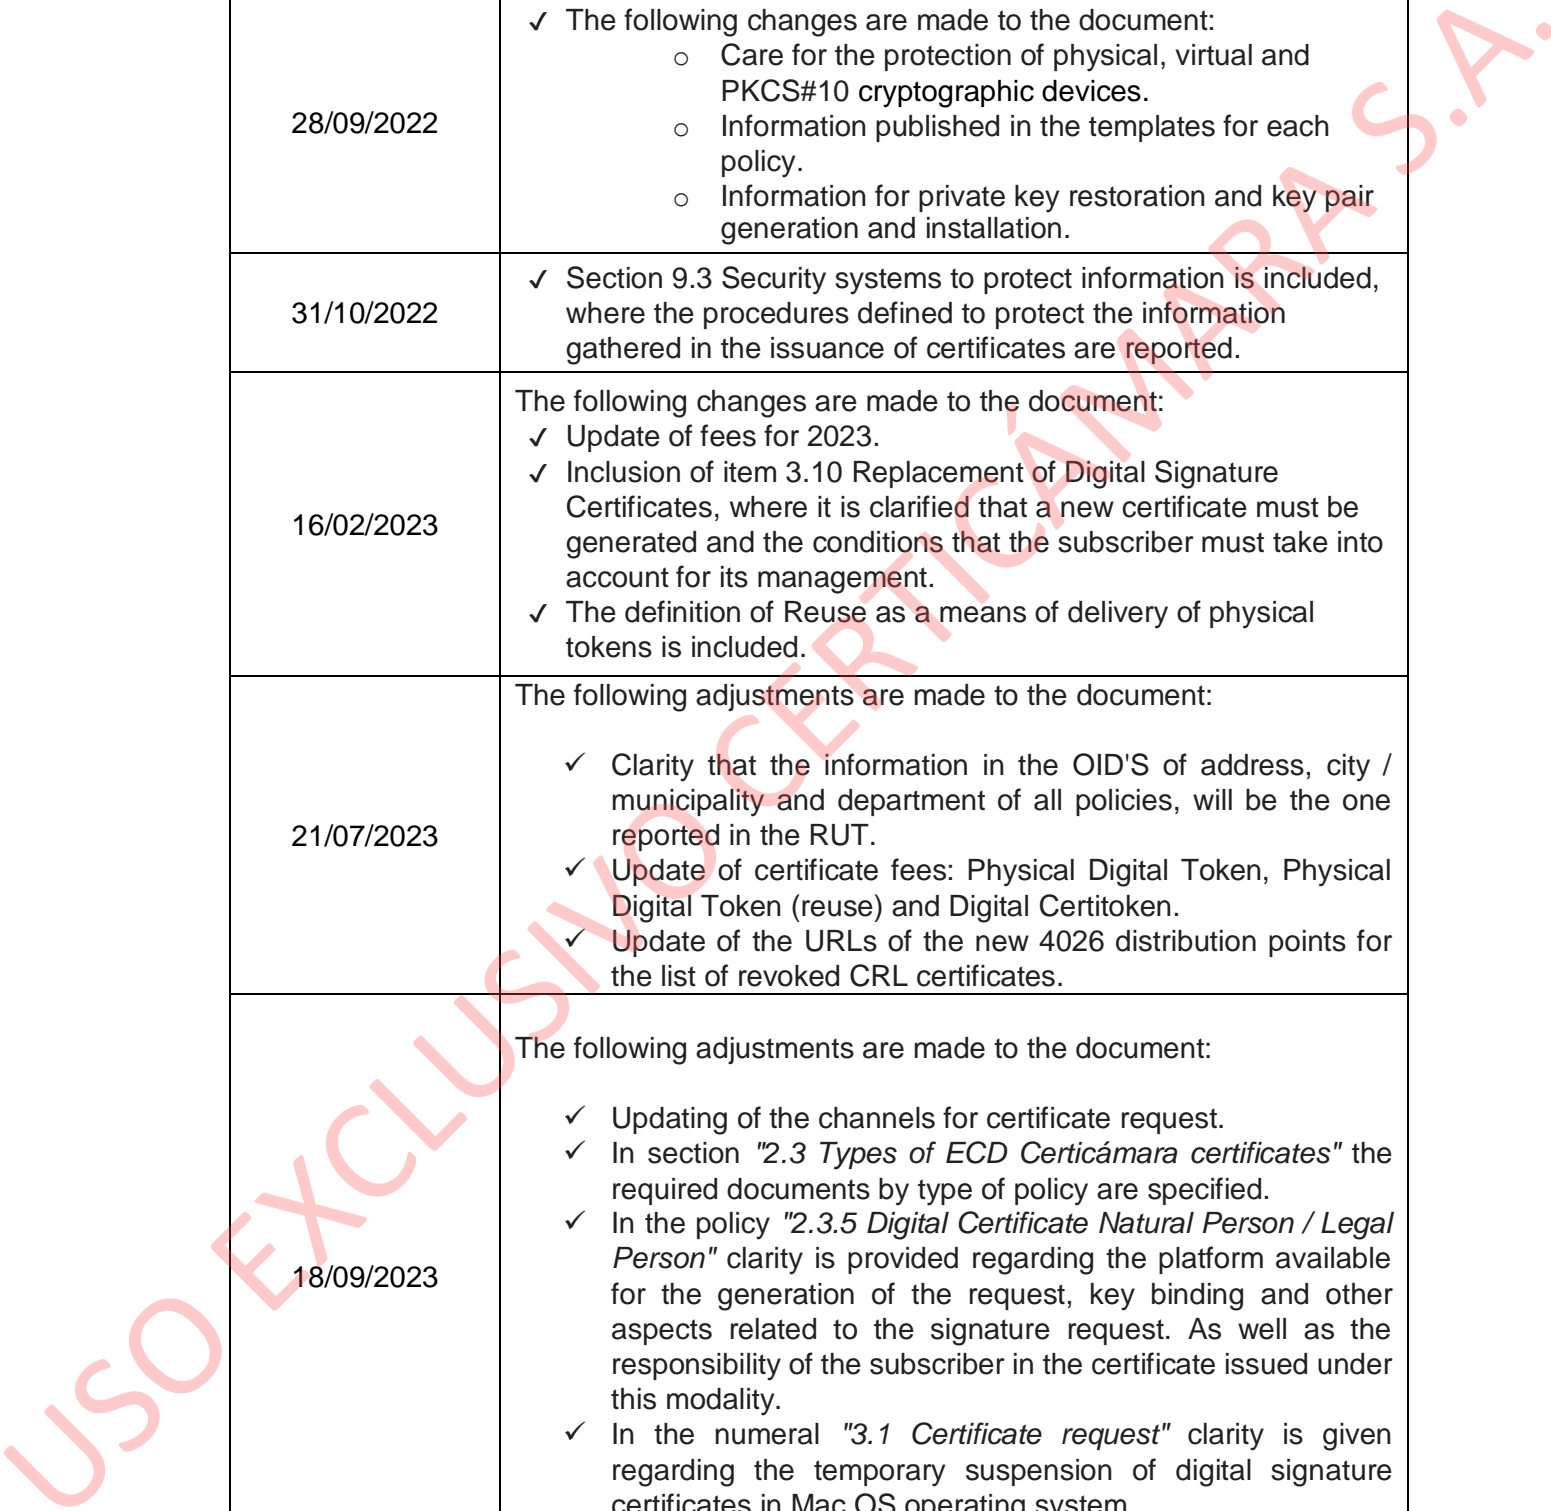 ✓ The following changes are made to the document:
o Care for the protection of physical, virtual and
PKCS#10 cryptographic devices.
28/09/2022
o Information published in the templates for each
policy.
o Information for private key restoration and key pair
generation and installation.
✓ Section 9.3 Security systems to protect information is included,
31/10/2022
where the procedures defined to protect the information
gathered in the issuance of certificates are reported.
The following changes are made to the document:
✓ Update of fees for 2023.
✓ Inclusion of item 3.10 Replacement of Digital Signature
Certificates, where it is clarified that a new certificate must be
16/02/2023
generated and the conditions that the subscriber must take into
account for its management.
✓ The definition of Reuse as a means of delivery of physical
tokens is included.
The following adjustments are made to the document:
✓ Clarity that the information in the OID'S of address, city /
municipality and department of all policies, will be the one
21/07/2023
reported in the RUT.
✓ Update of certificate fees: Physical Digital Token, Physical
Digital Token (reuse) and Digital Certitoken.
✓ Update of the URLs of the new 4026 distribution points for
the list of revoked CRL certificates.
The following adjustments are made to the document:
✓ Updating of the channels for certificate request.
✓ In section "2.3 Types of ECD Certicámara certificates" the
required documents by type of policy are specified.
✓ In the policy "2.3.5 Digital Certificate Natural Person / Legal
Person" clarity is provided regarding the platform available
18/09/2023
for the generation of the request, key binding and other
aspects related to the signature request. As well as the
responsibility of the subscriber in the certificate issued under
this modality.
✓ In the numeral "3.1 Certificate request" clarity is given
regarding the temporary suspension of digital signature
certificates in Mac OS operating system.
USO EXCLUSIVO CERTICÁMARA S.A.